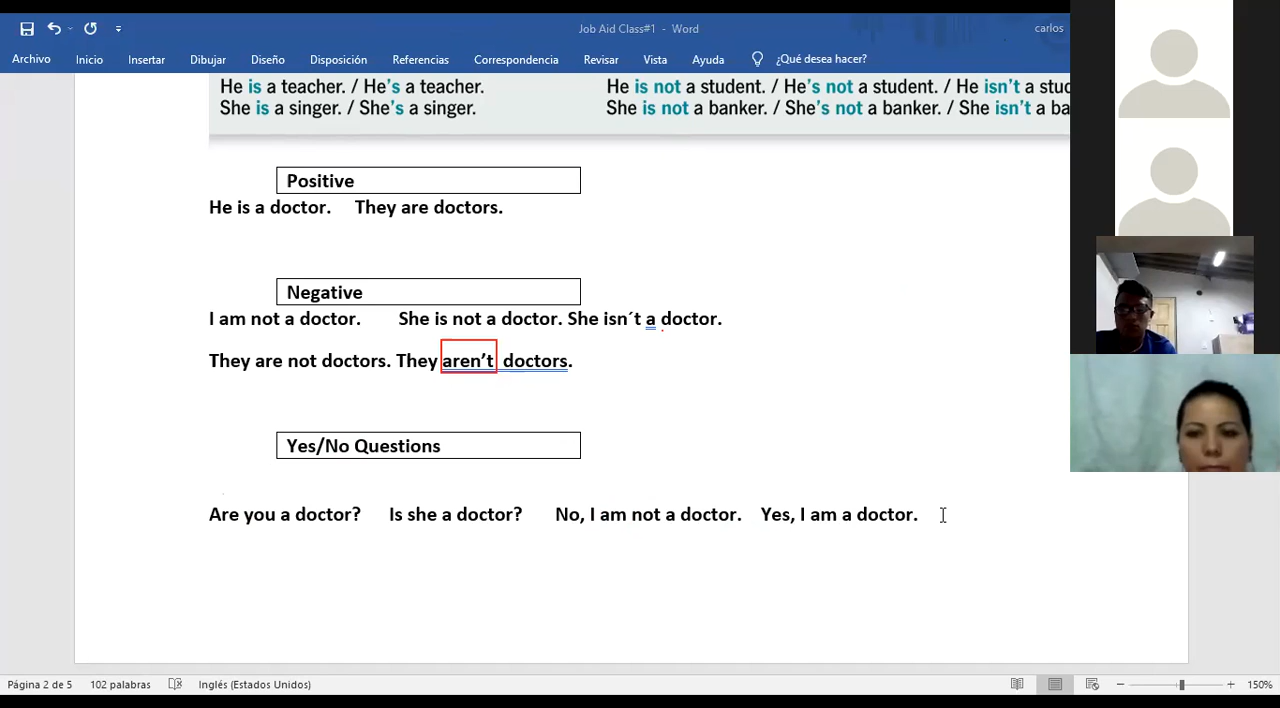 Job Aid Class#1 - Word
carlos
Archivo Inicio Insertar Dibujar Diseño Disposición Referencias Correspondencia Revisar Vista Ayuda ¿Qué desea hacer?
He is a teacher. / He's a teacher. He is not a student. / He's not a student. / He isn't a stud
She is a singer. / She's a singer. She is not a banker. / She's not a banker. / She isn't a ba
Positive
He is a doctor. They are doctors.
Negative
I am not a doctor. She is not a doctor. She isn´t a doctor.
They are not doctors. They aren't doctors.
Yes/No Questions
Are you a doctor? Is she a doctor? No, I am not a doctor. Yes, I am a doctor.
Página 2 de 5 102 palabras Inglés (Estados Unidos) 150%